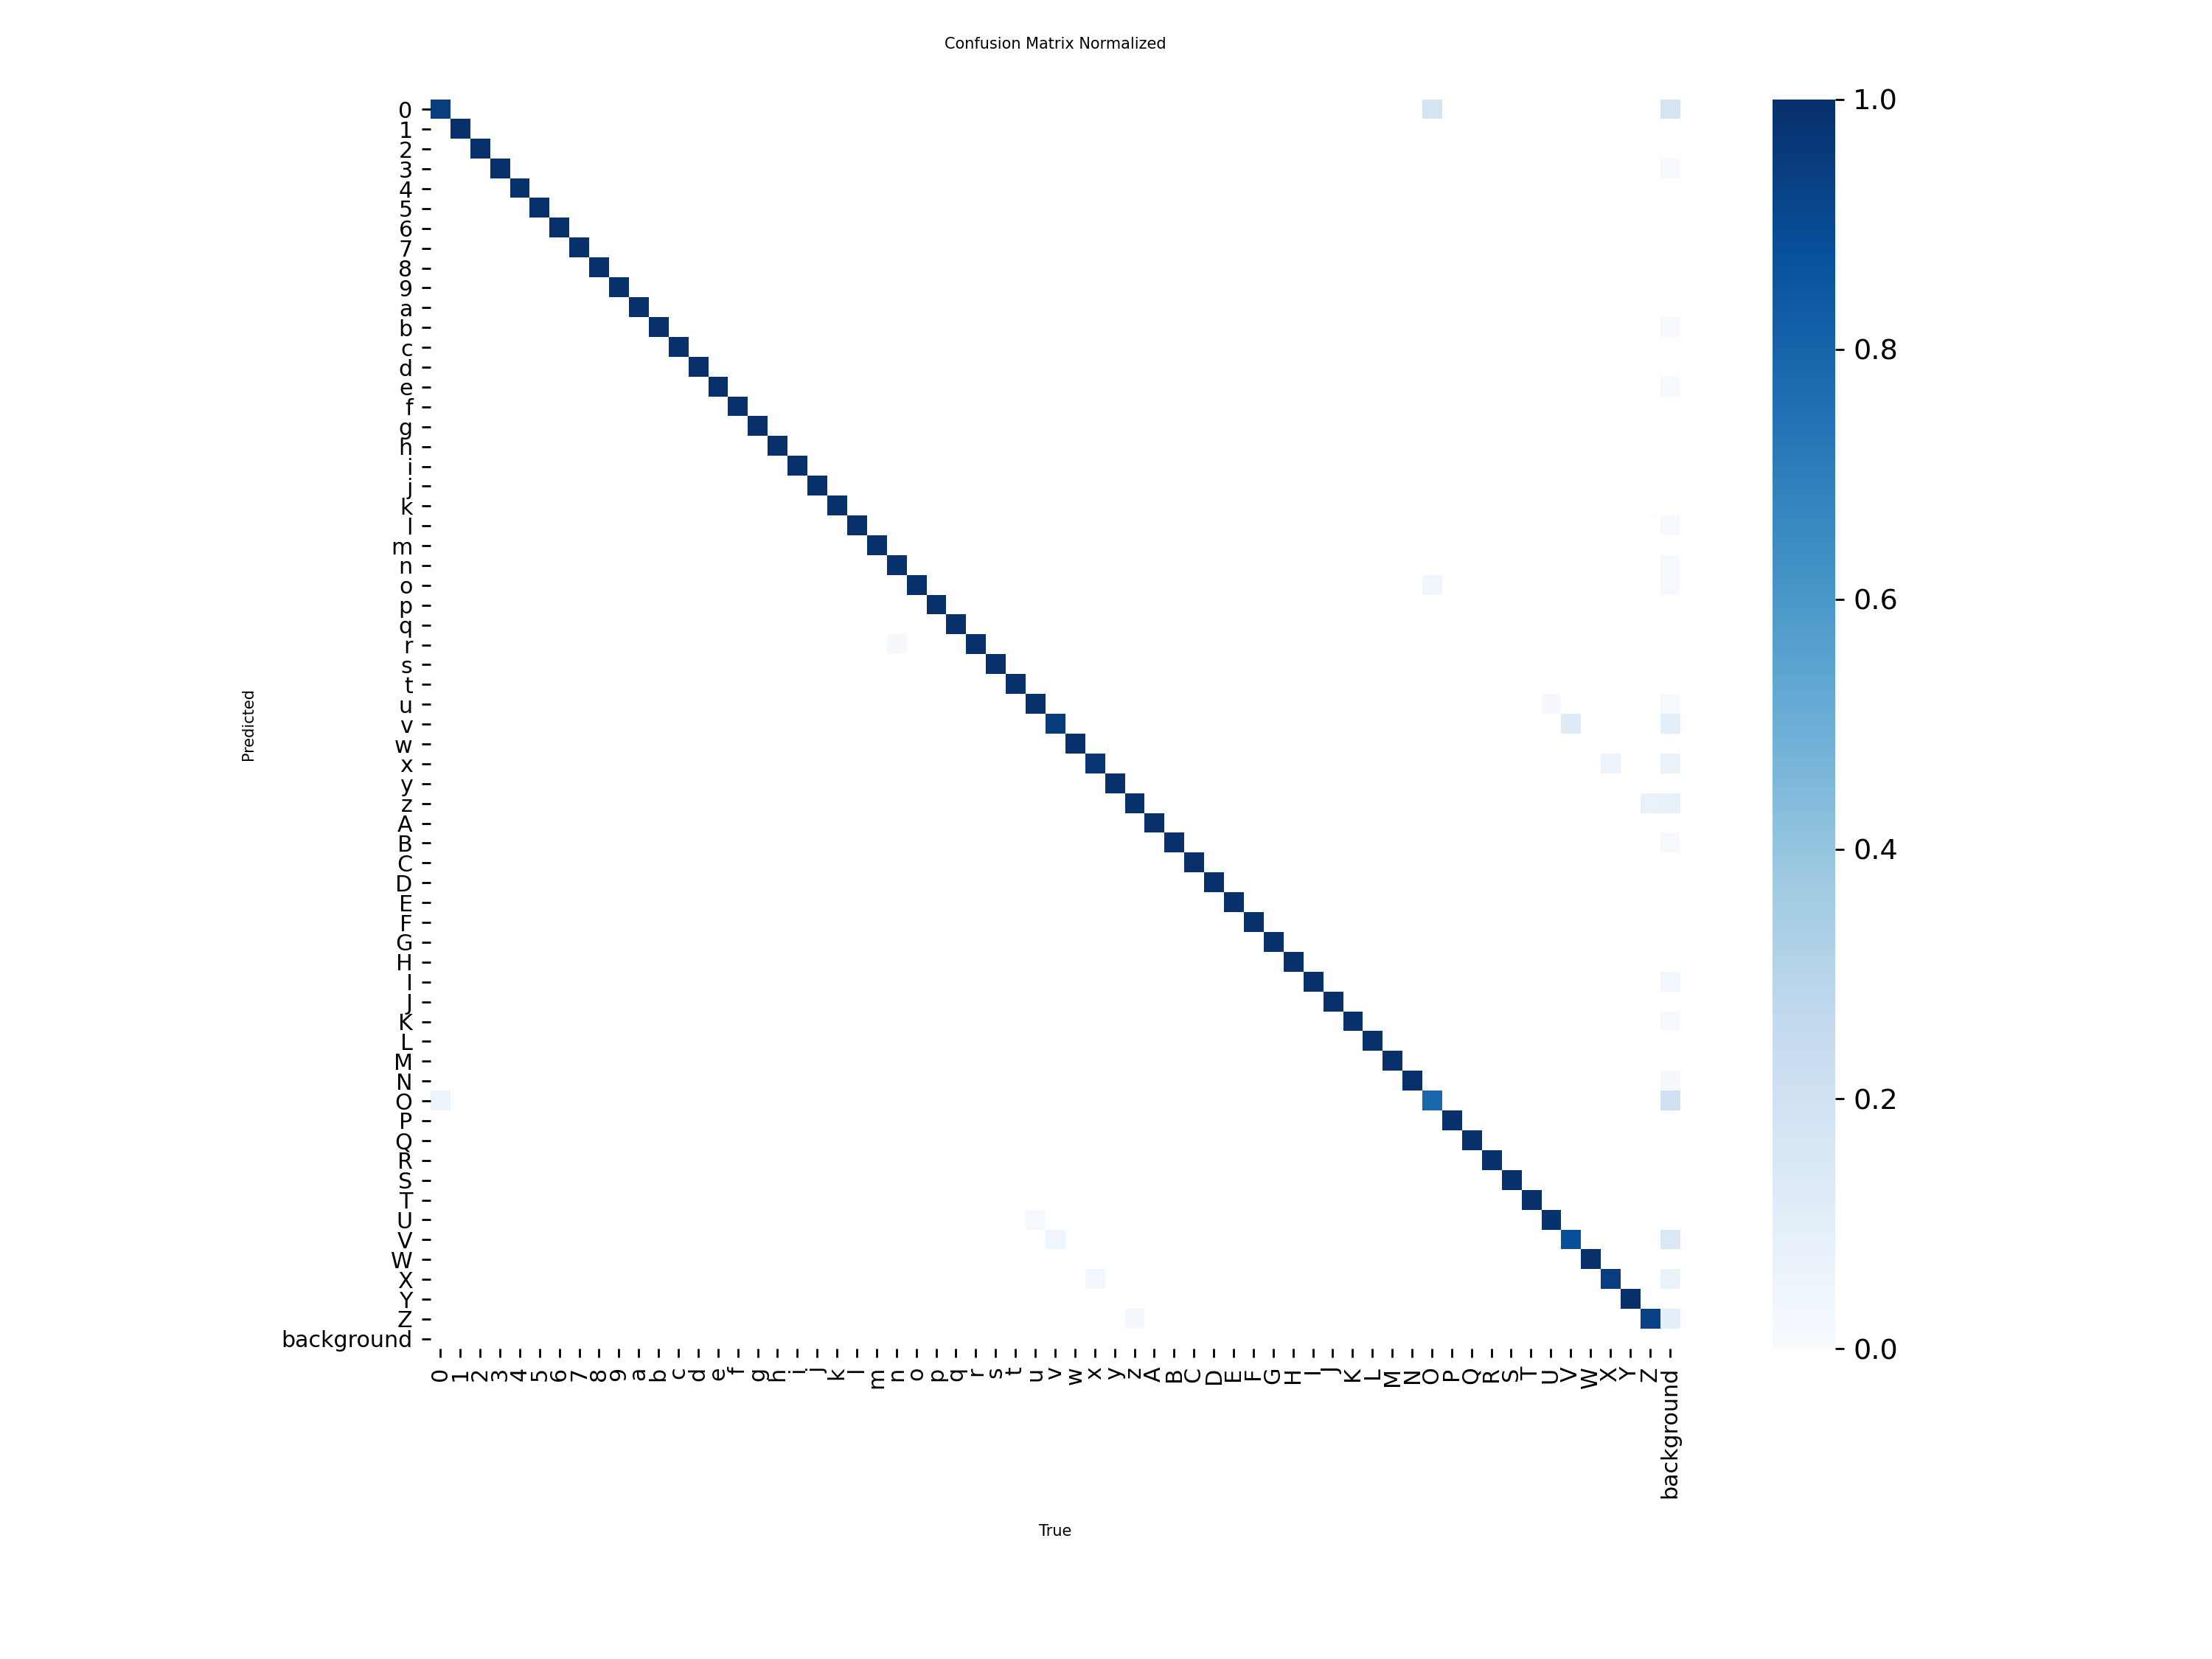 Confusion Matrix Normalized
0
1
2
3
4
5
6
7
8
9
a
b
c
d
e
f
g
h
i
j
k
l
m
n
o
p
q
r
s
t
u
v
w
x
y
z
A
B
C
D
E
F
G
H
I
J
K
L
M
N
O
P
Q
R
S
T
U
V
W
X
Y
Z
background
Predicted
0 1 2 3 4 5 6 7 8 9 a b c d e f g h i j k l m n o p q r s t u v w x y z A B C D E F G H I J K L M N O P Q R S T U V W X Y Z background
True
1.0
0.8
0.6
0.4
0.2
0.0